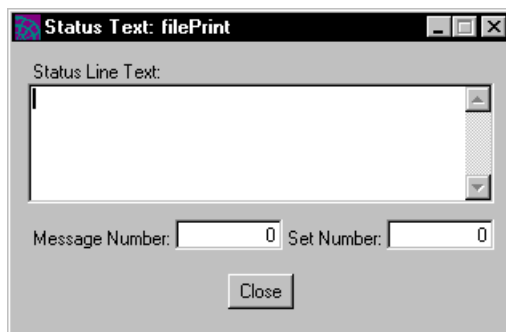 Status Text: filePrint
Status Line Text:
Message Number: 0 Set Number: 0
Close